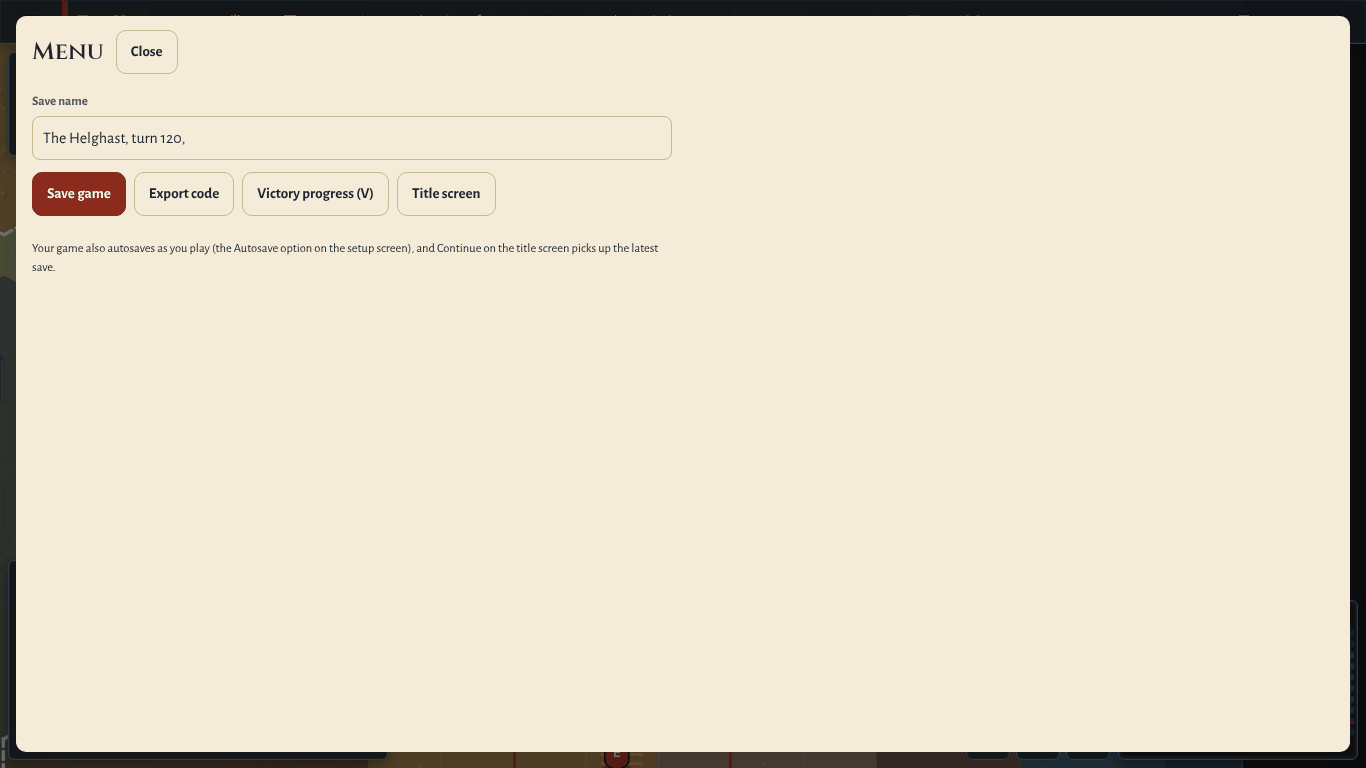 Menu
Close
Save name
The Helghast, turn 120,
Save game
Export code
Victory progress (V)
Title screen
Your game also autosaves as you play (the Autosave option on the setup screen), and Continue on the title screen picks up the latest
save.